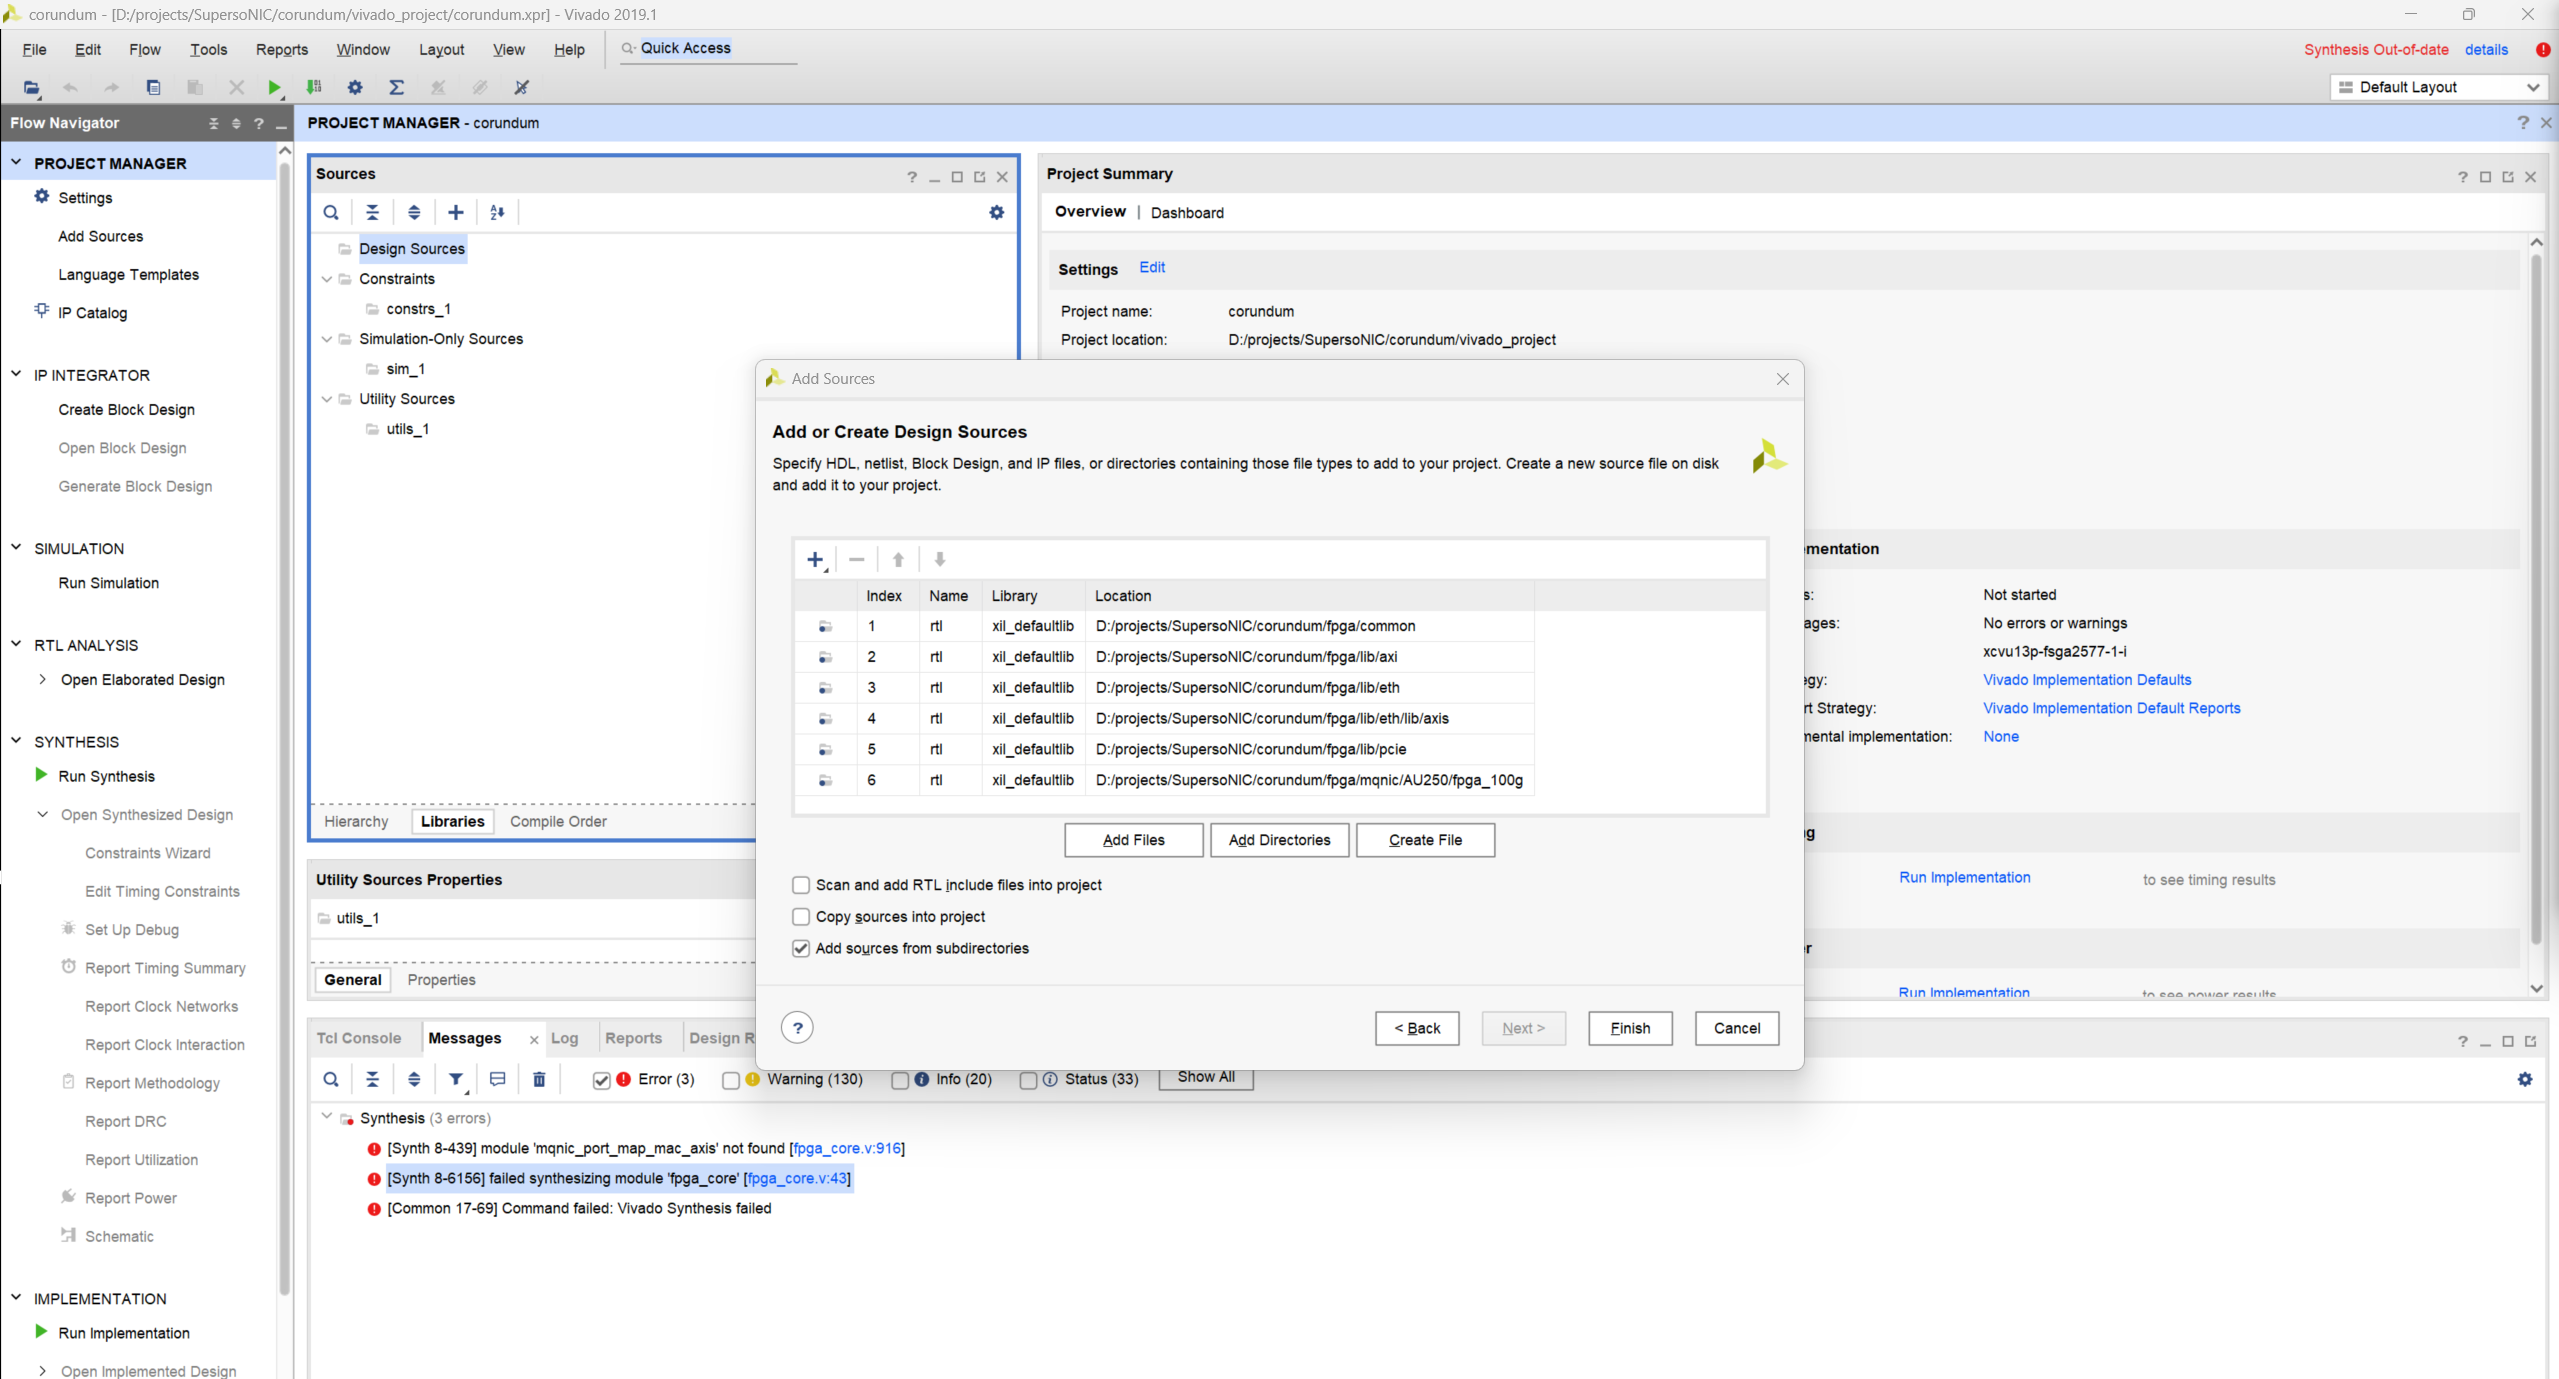 corundum - [D:/projects/SupersoNIC/corundum/vivado_project/corundum.xpr] - Vivado 2019.1
File Edit Flow Tools Reports Window Layout View Help Quick Access
Synthesis Out-of-date details
Default Layout
Flow Navigator
PROJECT MANAGER
Settings
Add Sources
Language Templates
IP Catalog
IP INTEGRATOR
Create Block Design
Open Block Design
Generate Block Design
SIMULATION
Run Simulation
RTL ANALYSIS
Open Elaborated Design
SYNTHESIS
Run Synthesis
Open Synthesized Design
Constraints Wizard
Edit Timing Constraints
Set Up Debug
Report Timing Summary
Report Clock Networks
Report Clock Interaction
Report Methodology
Report DRC
Report Utilization
Report Power
Schematic
IMPLEMENTATION
Run Implementation
Open Implemented Design
PROJECT MANAGER - corundum
Sources
Design Sources
Constraints
constrs_1
Simulation-Only Sources
sim_1
Utility Sources
utils_1
Hierarchy Libraries Compile Order
Utility Sources Properties
utils_1
General Properties
Project Summary
Overview | Dashboard
Settings Edit
Project name: corundum
Project location: D:/projects/SupersoNIC/corundum/vivado_project
mentation
s: Not started
ages: No errors or warnings
xcvu13p-fsga2577-1-i
egy: Vivado Implementation Defaults
rt Strategy: Vivado Implementation Default Reports
mental implementation: None
g
Run Implementation to see timing results
r
Run Implementation to see power results
Add Sources
Add or Create Design Sources
Specify HDL, netlist, Block Design, and IP files, or directories containing those file types to add to your project. Create a new source file on disk
and add it to your project.
Index Name Library Location
1 rtl xil_defaultlib D:/projects/SupersoNIC/corundum/fpga/common
2 rtl xil_defaultlib D:/projects/SupersoNIC/corundum/fpga/lib/axi
3 rtl xil_defaultlib D:/projects/SupersoNIC/corundum/fpga/lib/eth
4 rtl xil_defaultlib D:/projects/SupersoNIC/corundum/fpga/lib/eth/lib/axis
5 rtl xil_defaultlib D:/projects/SupersoNIC/corundum/fpga/lib/pcie
6 rtl xil_defaultlib D:/projects/SupersoNIC/corundum/fpga/mqnic/AU250/fpga_100g
Add Files Add Directories Create File
Scan and add RTL include files into project
Copy sources into project
Add sources from subdirectories
? < Back Next > Finish Cancel
Tcl Console Messages Log Reports Design R
Error (3) Warning (130) Info (20) Status (33) Show All
Synthesis (3 errors)
[Synth 8-439] module 'mqnic_port_map_mac_axis' not found [fpga_core.v:916]
[Synth 8-6156] failed synthesizing module 'fpga_core' [fpga_core.v:43]
[Common 17-69] Command failed: Vivado Synthesis failed